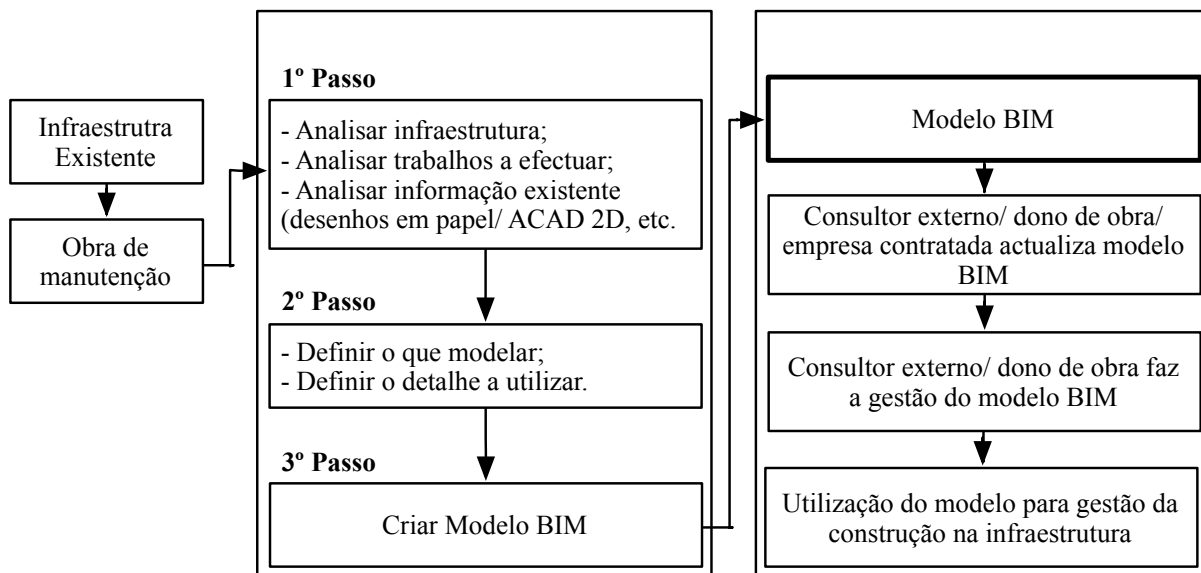 Infraestrutra
Existente
Obra de
manutenção
1º Passo
- Analisar infraestrutura;
- Analisar trabalhos a efectuar;
- Analisar informação existente
(desenhos em papel/ ACAD 2D, etc.
2º Passo
- Definir o que modelar;
- Definir o detalhe a utilizar.
3º Passo
Criar Modelo BIM
Modelo BIM
Consultor externo/ dono de obra/
empresa contratada actualiza modelo
BIM
Consultor externo/ dono de obra faz
a gestão do modelo BIM
Utilização do modelo para gestão da
construção na infraestrutura